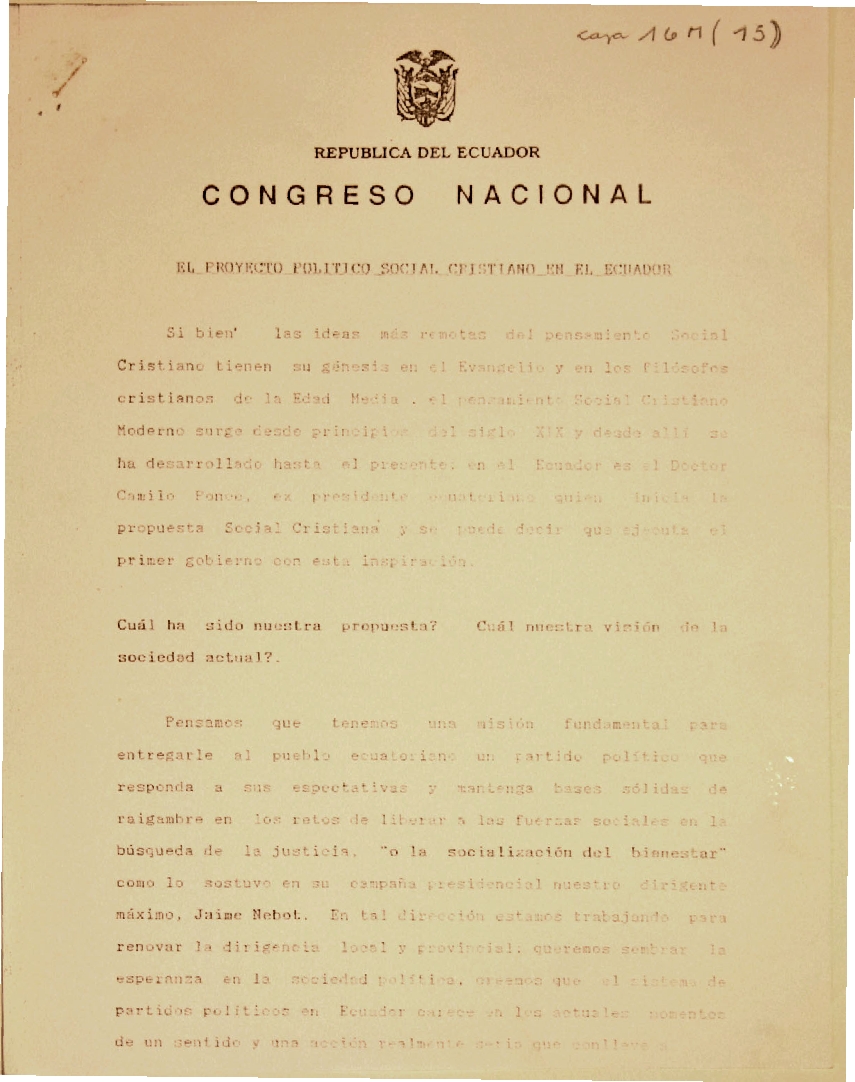 caja 16 M (15)
REPUBLICA DEL ECUADOR
CONGRESO NACIONAL
EL PROYECTO POLITICO SOCIAL CRISTIANO EN EL ECUADOR
Si bien' las ideas más remotas del pensamiento Social
Cristiano tienen su génesis en el Evangelio y en los filósofos
cristianos de la Edad Media , el pensamiento Social Cristiano
Moderno surge desde principios del siglo XIX y desde allí se
ha desarrollado hasta el presente; en el Ecuador es el Doctor
Camilo Ponce, ex presidente ecuatoriano quien inicia la
propuesta Social Cristiana y se puede decir que ejecuta el
primer gobierno con esta inspiración.
Cuál ha sido nuestra propuesta? Cuál nuestra visión de la
sociedad actual?.
Pensamos que tenemos una misión fundamental para
entregarle al pueblo ecuatoriano un partido político que
responda a sus espectativas y mantenga bases sólidas de
raigambre en los retos de liberar a las fuerzas sociales en la
búsqueda de la justicia, "o la socialización del bienestar"
como lo sostuvo en su campaña presidencial nuestro dirigente
máximo, Jaime Nebot. En tal dirección estamos trabajando para
renovar la dirigencia local y provincial; queremos sembrar la
esperanza en la sociedad política, creemos que el sistema de
partidos políticos en Ecuador carece en los actuales momentos
de un sentido y una acción realmente seria que conlleve a